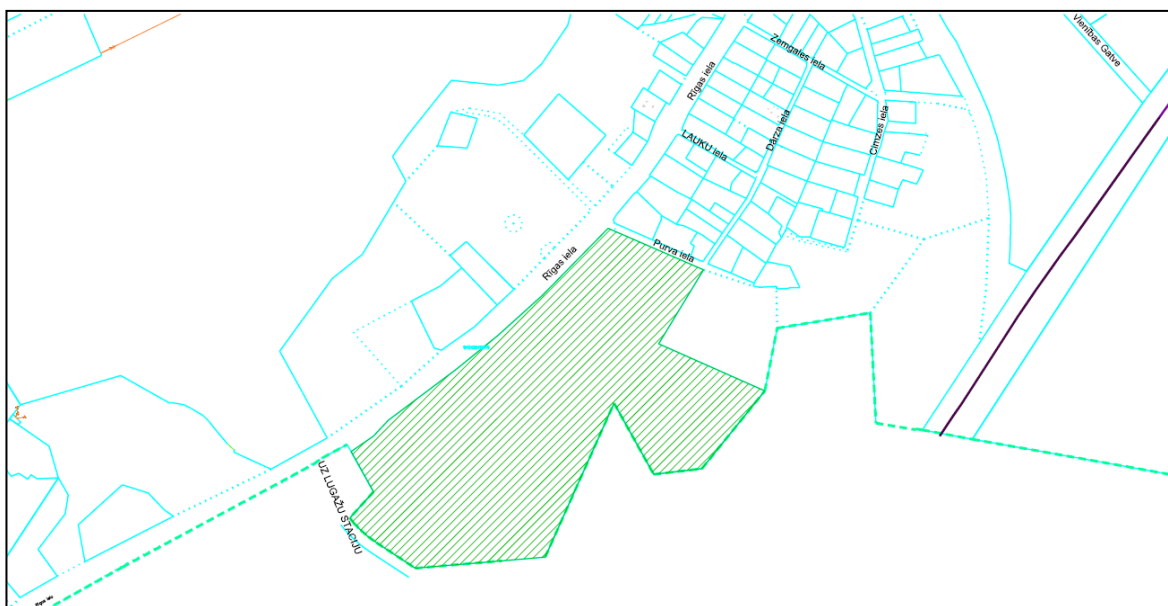 Vienības Gatve
Zemgales iela
Rīgas iela
Dārza iela
Cimzes iela
LAUKU iela
Purva iela
Rīgas iela
UZ LUGAŽU STACIJU